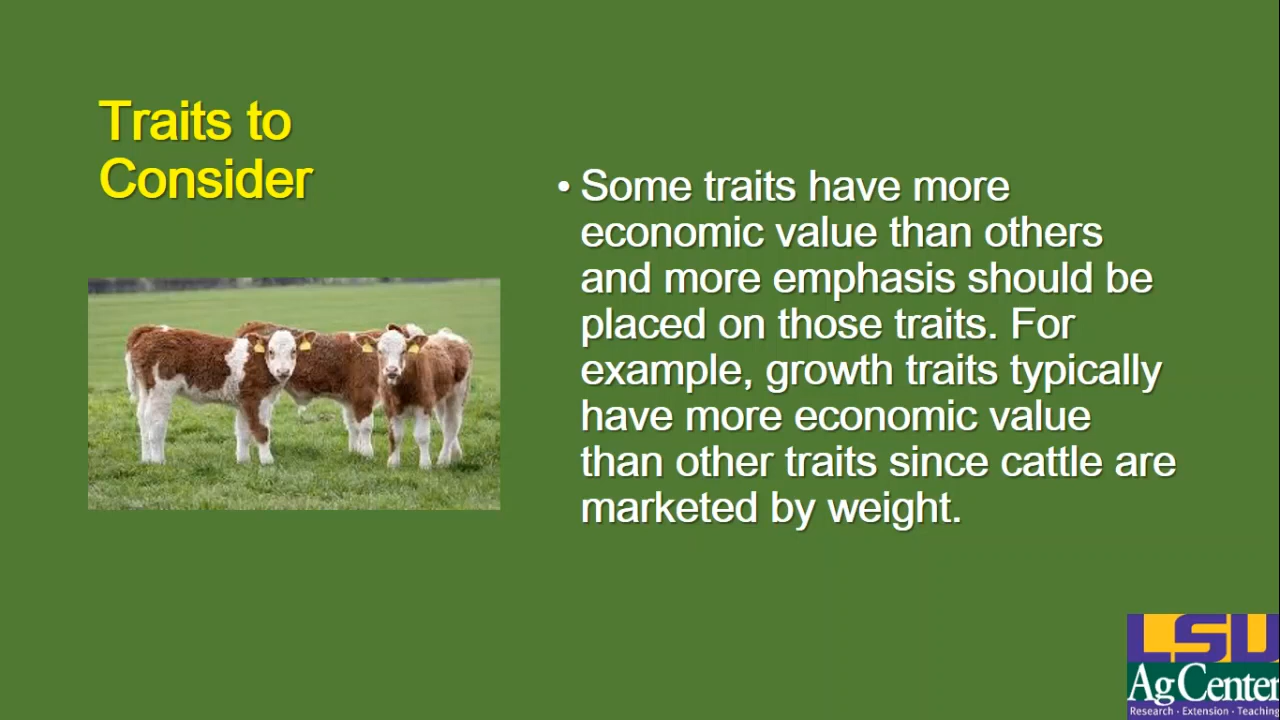 Traits to
Consider
• Some traits have more
economic value than others
and more emphasis should be
placed on those traits. For
example, growth traits typically
have more economic value
than other traits since cattle are
marketed by weight.
LSU
AgCenter
Research · Extension · Teaching